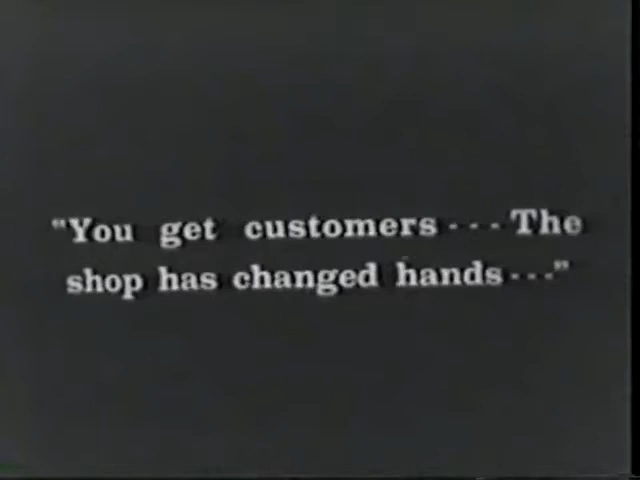 "You get customers - - - The
shop has changed hands - - -"